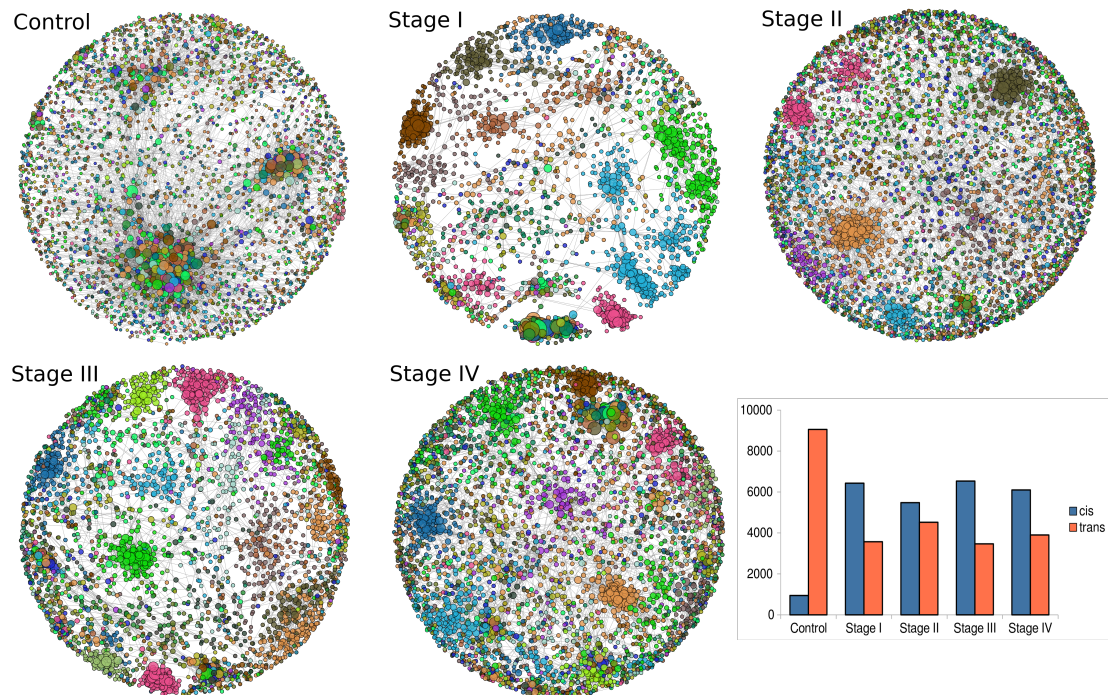 Control
Stage I
Stage II
Stage III
Stage IV
10000
8000
6000
4000
2000
0
Control Stage I Stage II Stage III Stage IV
cis
trans